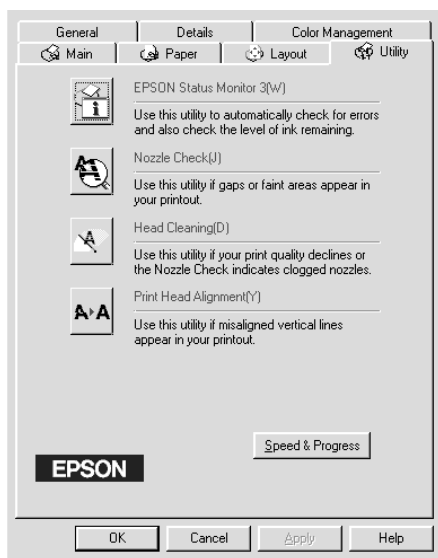 General Details Color Management
Main Paper Layout Utility
EPSON Status Monitor 3(W)
Use this utility to automatically check for errors
and also check the level of ink remaining.
Nozzle Check(J)
Use this utility if gaps or faint areas appear in
your printout.
Head Cleaning(D)
Use this utility if your print quality declines or
the Nozzle Check indicates clogged nozzles.
Print Head Alignment(Y)
Use this utility if misaligned vertical lines
appear in your printout.
Speed & Progress
EPSON
OK Cancel Apply Help